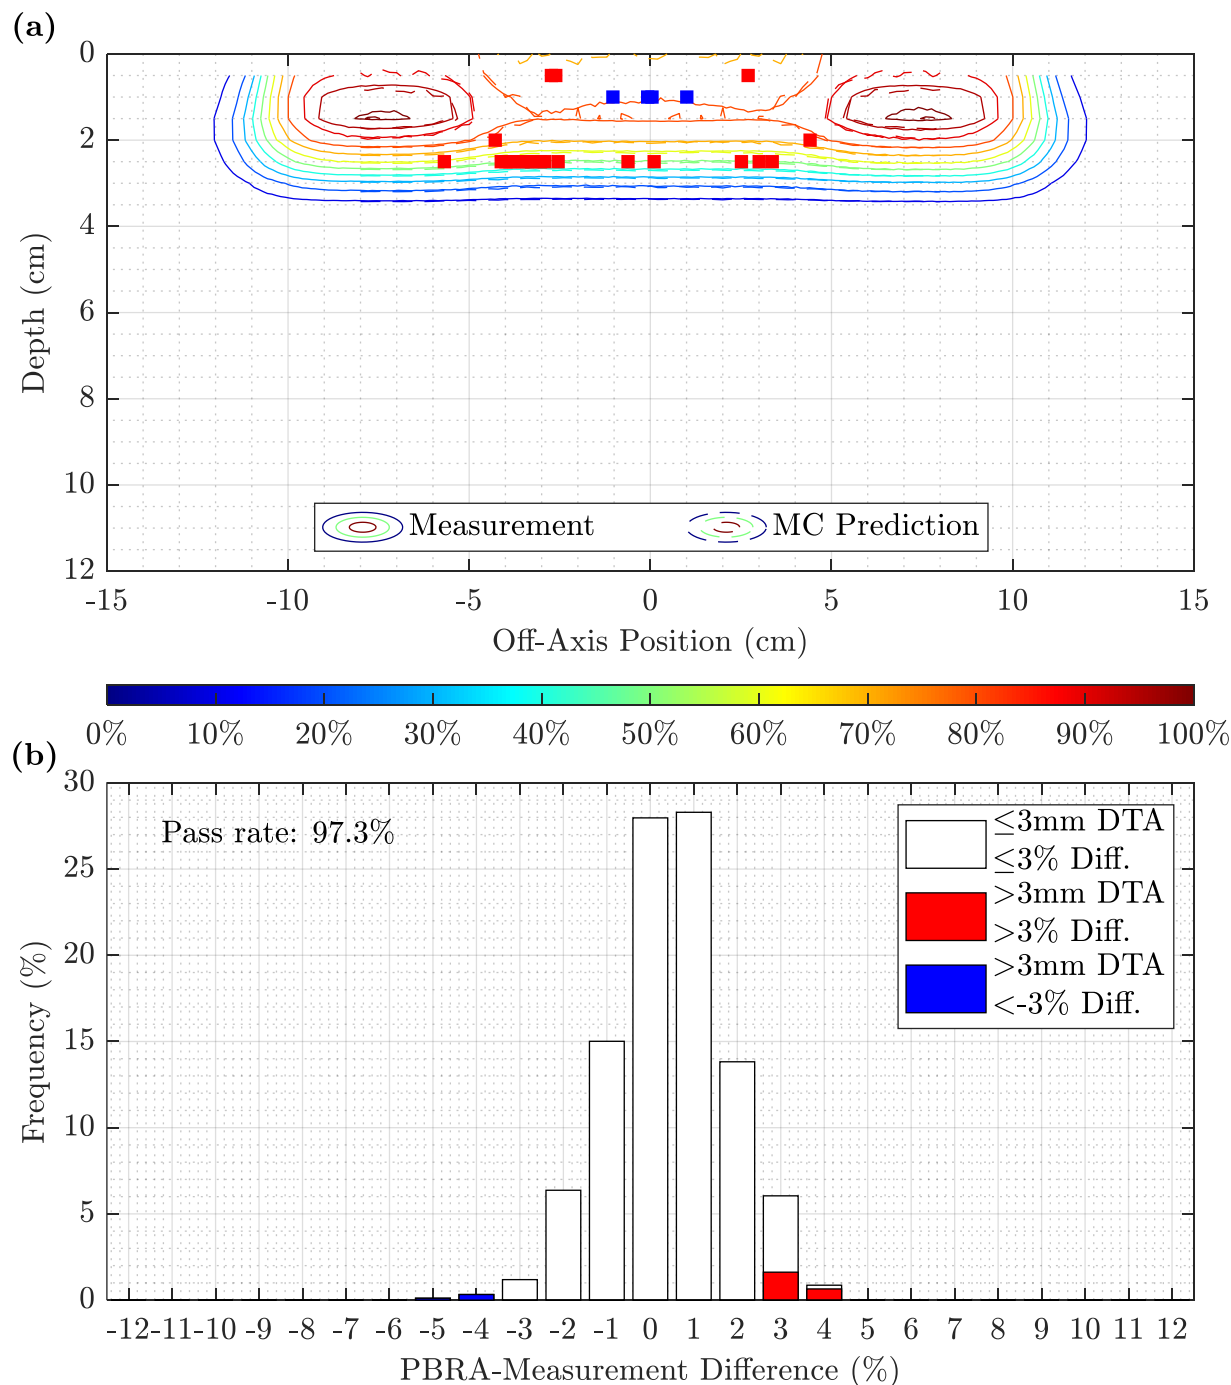 (a)
0
2
4
6
8
10
12
Depth (cm)
Measurement MC Prediction
-15 -10 -5 0 5 10 15
Off-Axis Position (cm)
0% 10% 20% 30% 40% 50% 60% 70% 80% 90% 100%
(b)
30
25
20
15
10
5
0
Frequency (%)
Pass rate: 97.3%
≤3mm DTA
≤3% Diff.
>3mm DTA
>3% Diff.
>3mm DTA
<-3% Diff.
-12 -11 -10 -9 -8 -7 -6 -5 -4 -3 -2 -1 0 1 2 3 4 5 6 7 8 9 10 11 12
PBRA-Measurement Difference (%)